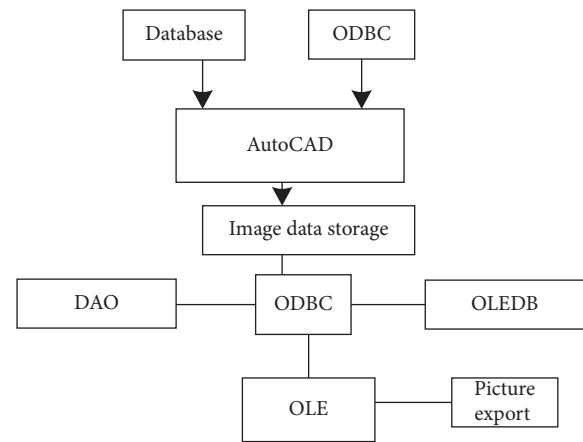 Database
ODBC
AutoCAD
Image data storage
DAO
ODBC
OLEDB
OLE
Picture
export